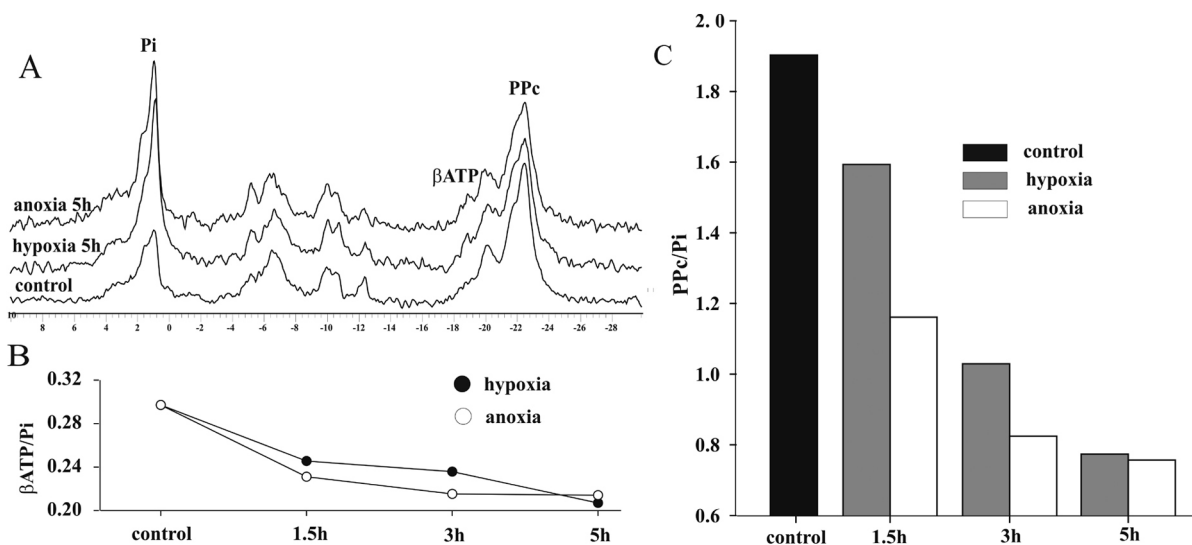 A
Pi
PPc
βATP
anoxia 5h
hypoxia 5h
control
10 8 6 4 2 0 -2 -4 -6 -8 -10 -12 -14 -16 -18 -20 -22 -24 -26 -28
B
βATP/Pi
0.32
0.28
0.24
0.20
hypoxia
anoxia
control 1.5h 3h 5h
C
PPc/Pi
2.0
1.8
1.6
1.4
1.2
1.0
0.8
0.6
control
hypoxia
anoxia
control 1.5h 3h 5h